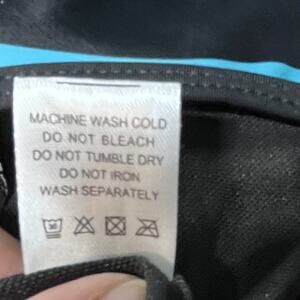 MACHINE WASH COLD
DO NOT BLEACH
DO NOT TUMBLE DRY
DO NOT IRON
WASH SEPARATELY